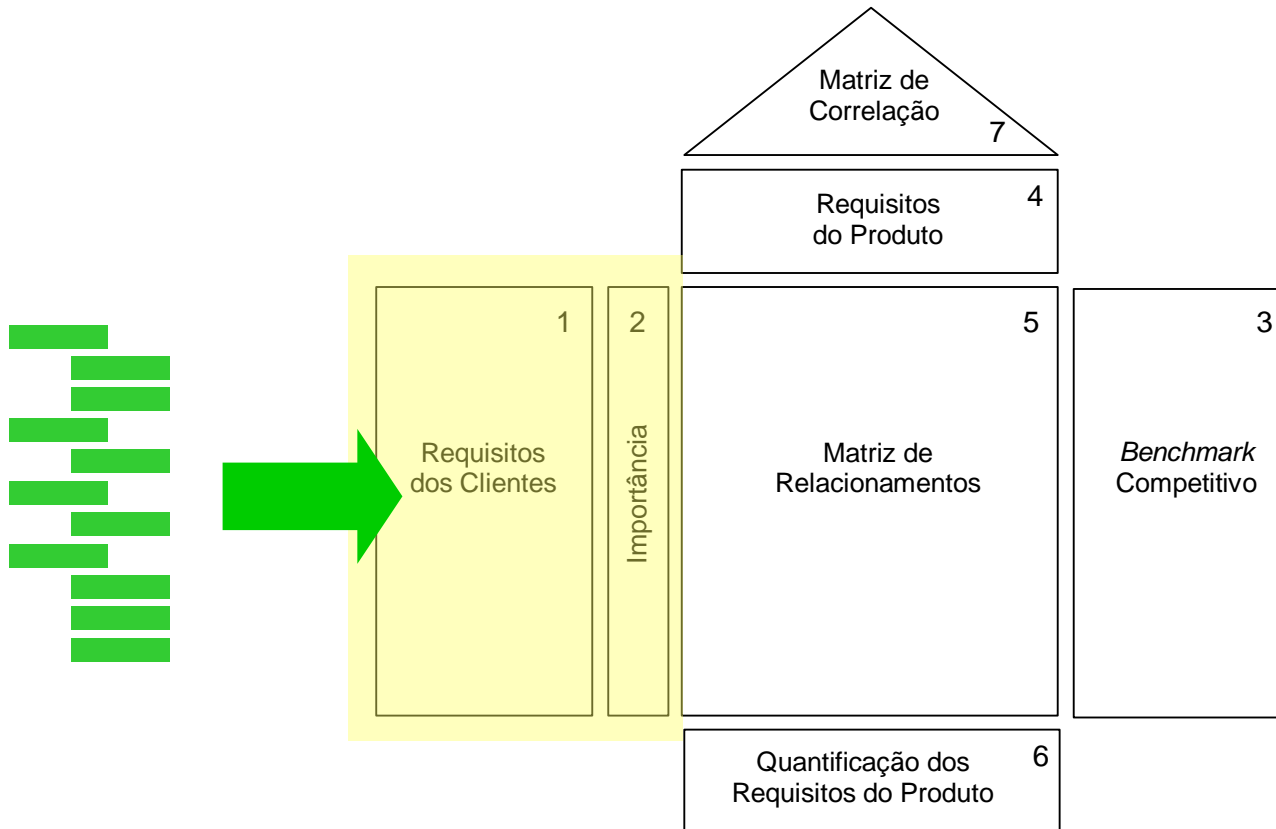 Matriz de
Correlação
7
Requisitos
do Produto
4
1
Requisitos
dos Clientes
2
Importância
5
Matriz de
Relacionamentos
3
Benchmark
Competitivo
Quantificação dos
Requisitos do Produto
6